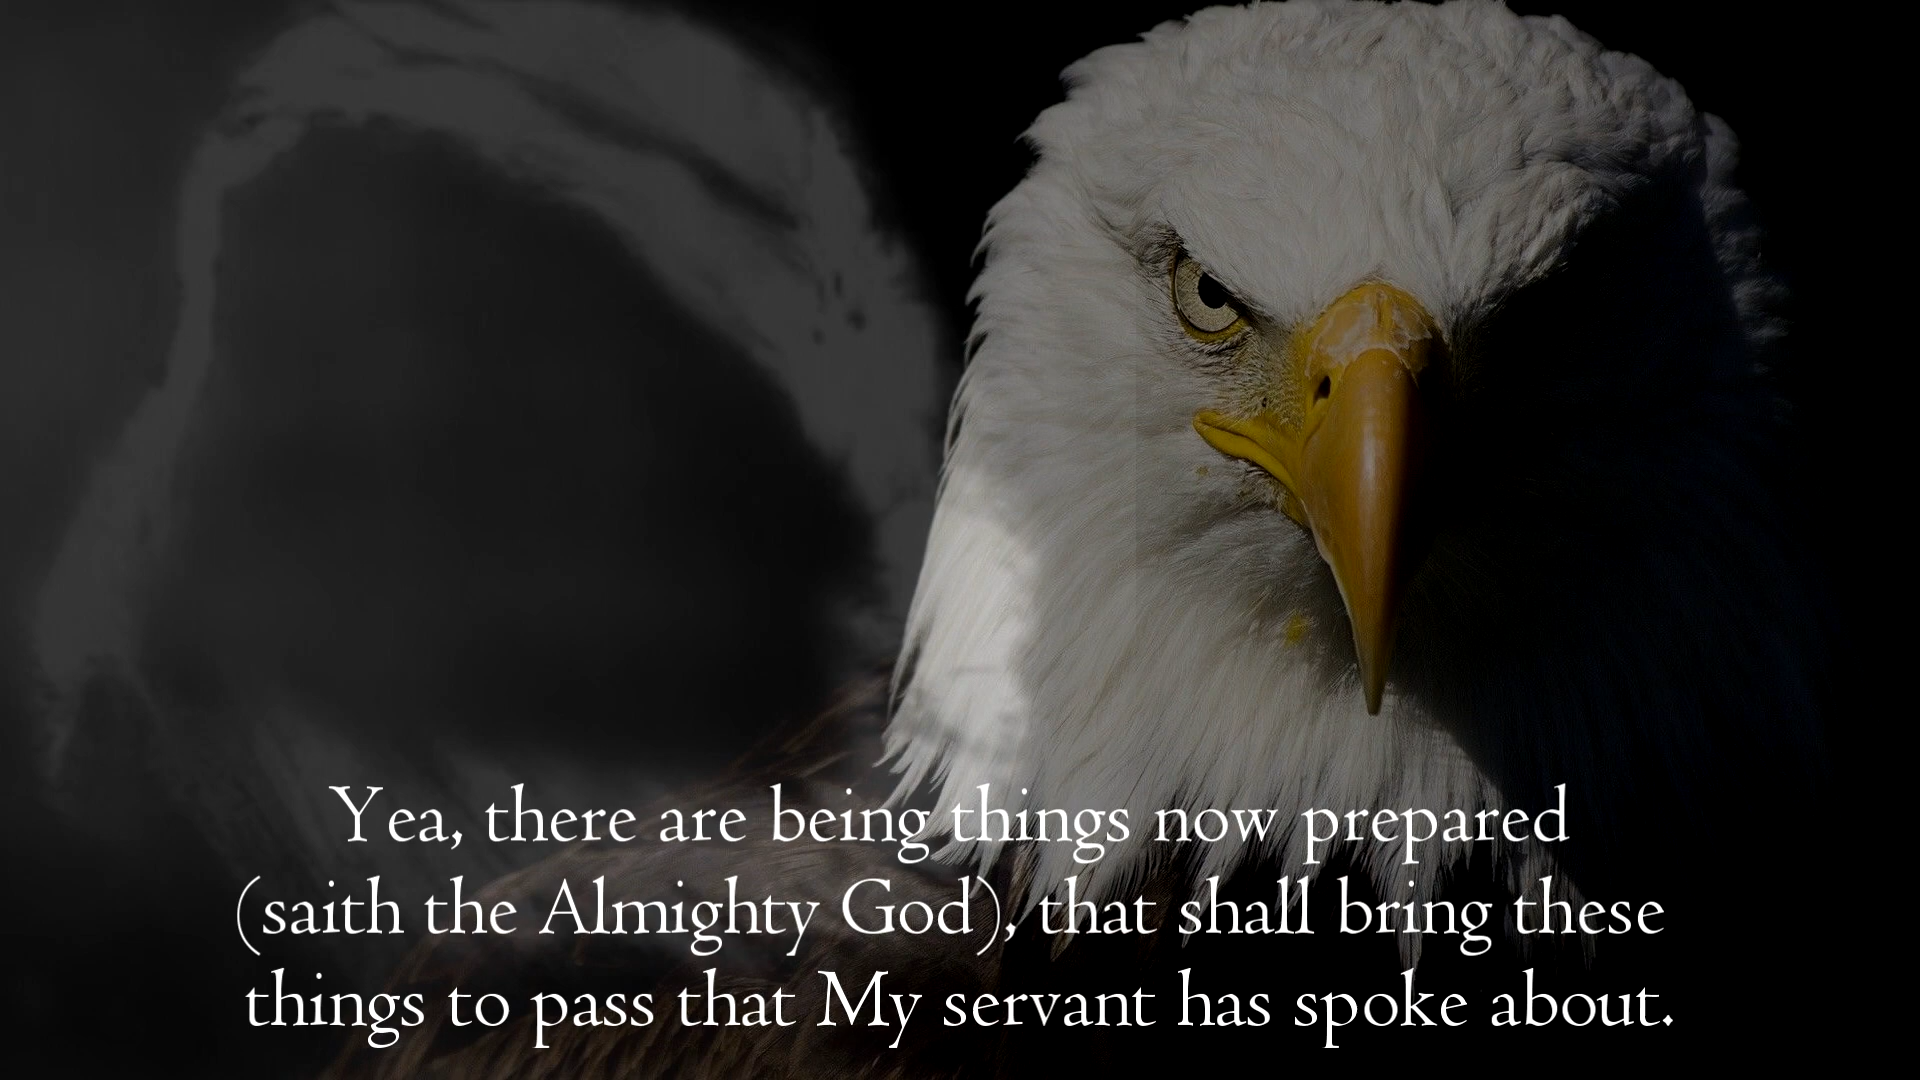 Yea, there are being things now prepared
(saith the Almighty God), that shall bring these
things to pass that My servant has spoke about.